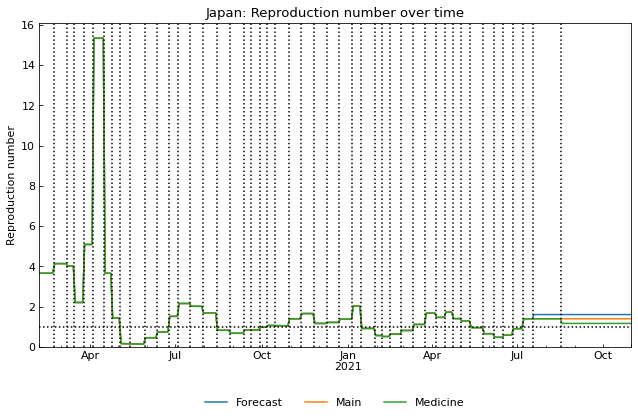 Japan: Reproduction number over time
Reproduction number
16
14
12
10
8
6
4
2
0
Apr Jul Oct Jan Apr Jul Oct
2021
Forecast Main Medicine